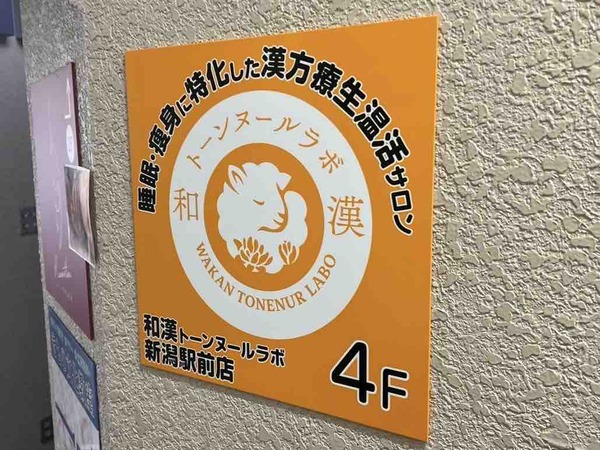 睡眠・痩身に特化した漢方療生温活サロン
トーンヌールラボ
和 漢
WAKAN TONENUR LABO
和漢トーンヌールラボ
新潟駅前店
4F